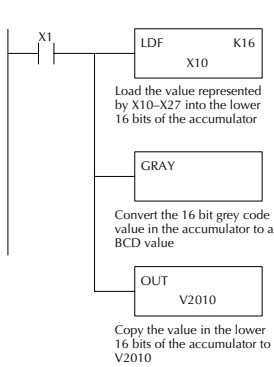 X1
LDF K16
X10
Load the value represented
by X10–X27 into the lower
16 bits of the accumulator
GRAY
Convert the 16 bit grey code
value in the accumulator to a
BCD value
OUT
V2010
Copy the value in the lower
16 bits of the accumulator to
V2010